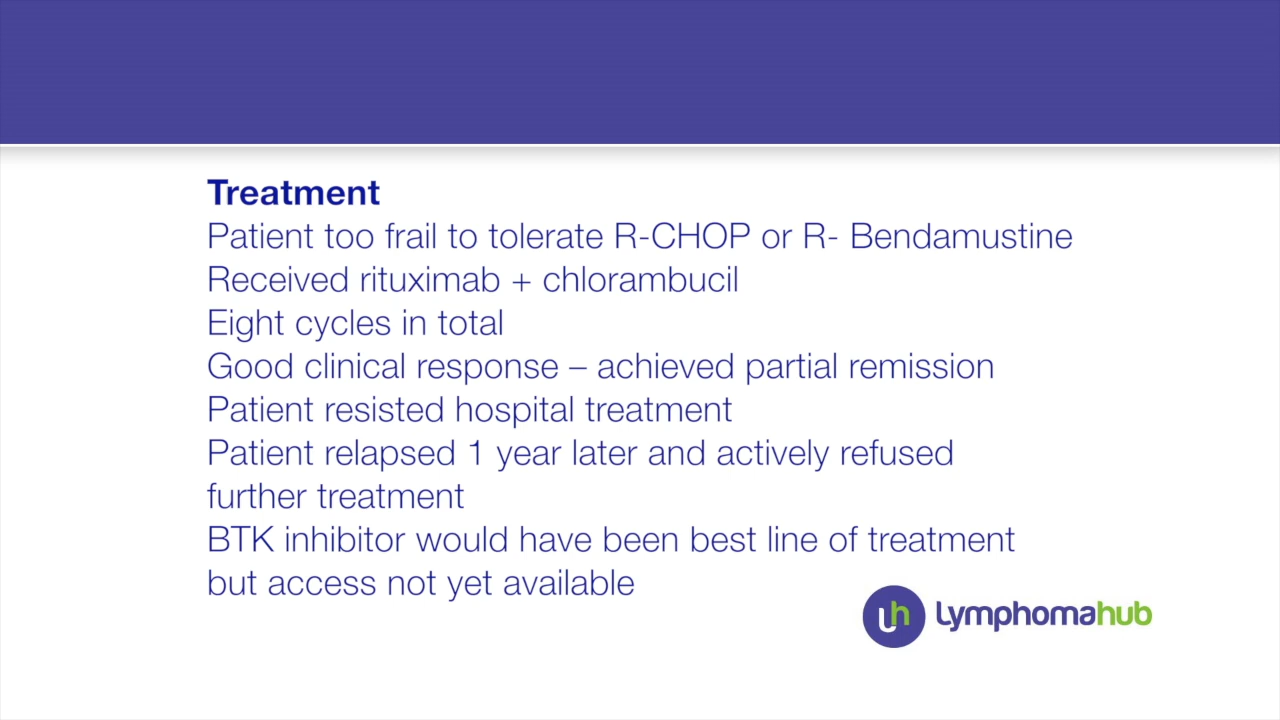 Treatment
Patient too frail to tolerate R-CHOP or R- Bendamustine
Received rituximab + chlorambucil
Eight cycles in total
Good clinical response – achieved partial remission
Patient resisted hospital treatment
Patient relapsed 1 year later and actively refused
further treatment
BTK inhibitor would have been best line of treatment
but access not yet available
Lh Lymphomahub